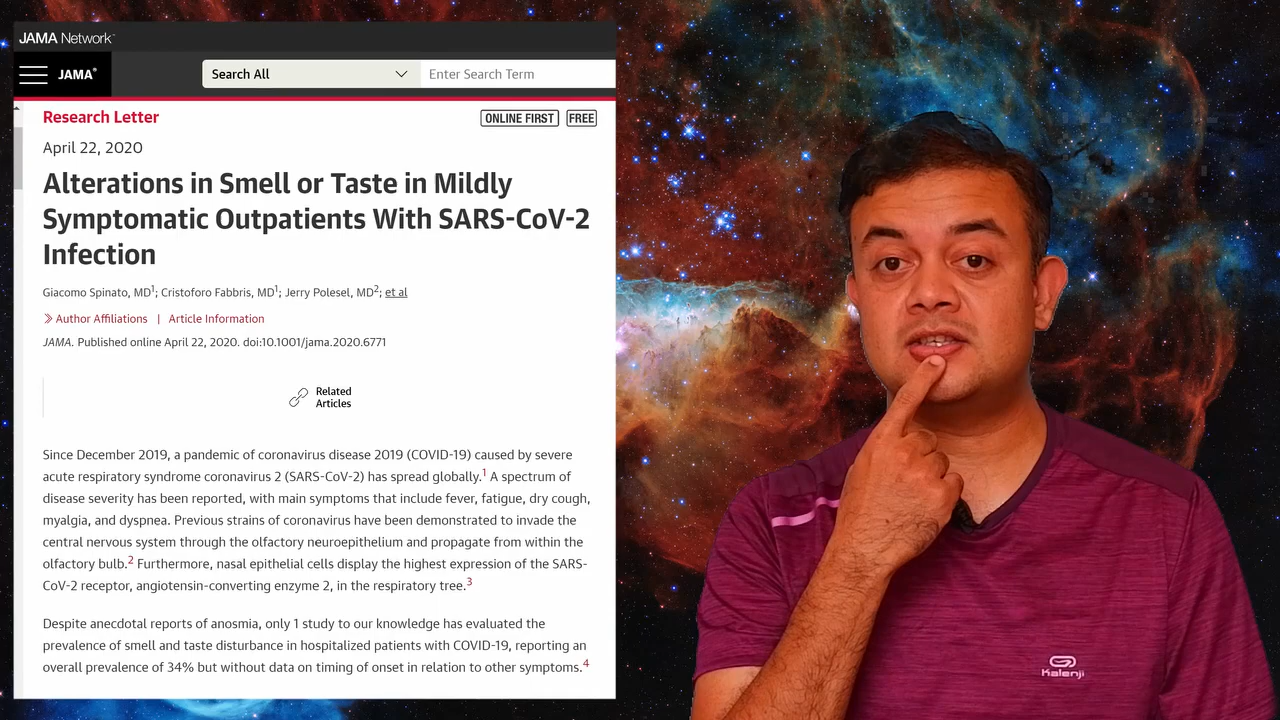 JAMA Network™
JAMA®
Search All
Enter Search Term
Research Letter
ONLINE FIRST
FREE
April 22, 2020
Alterations in Smell or Taste in Mildly
Symptomatic Outpatients With SARS-CoV-2
Infection
Giacomo Spinato, MD1; Cristoforo Fabbris, MD1; Jerry Polesel, MD2; et al
Author Affiliations | Article Information
JAMA. Published online April 22, 2020. doi:10.1001/jama.2020.6771
Related
Articles
Since December 2019, a pandemic of coronavirus disease 2019 (COVID-19) caused by severe
acute respiratory syndrome coronavirus 2 (SARS-CoV-2) has spread globally.1 A spectrum of
disease severity has been reported, with main symptoms that include fever, fatigue, dry cough,
myalgia, and dyspnea. Previous strains of coronavirus have been demonstrated to invade the
central nervous system through the olfactory neuroepithelium and propagate from within the
olfactory bulb.2 Furthermore, nasal epithelial cells display the highest expression of the SARS-
CoV-2 receptor, angiotensin-converting enzyme 2, in the respiratory tree.3
Despite anecdotal reports of anosmia, only 1 study to our knowledge has evaluated the
prevalence of smell and taste disturbance in hospitalized patients with COVID-19, reporting an
overall prevalence of 34% but without data on timing of onset in relation to other symptoms.4
Kalenji